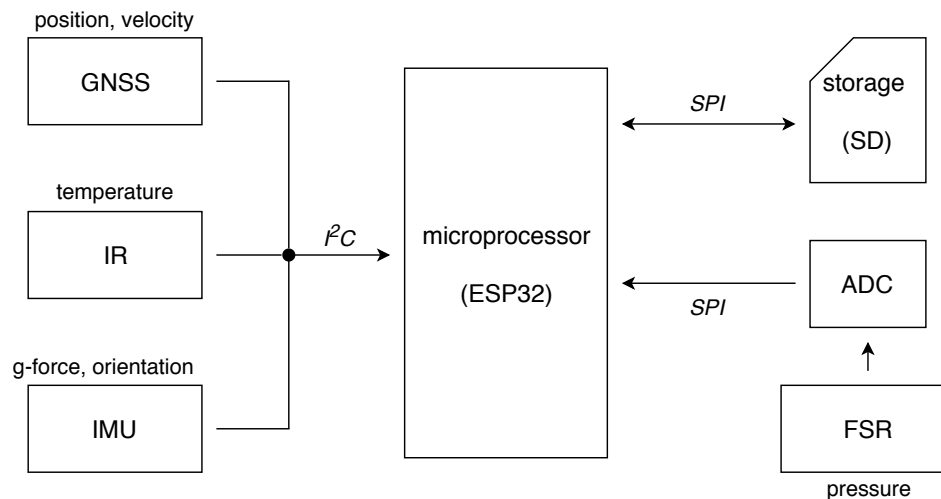 position, velocity
GNSS
temperature
IR
g-force, orientation
IMU
I²C
microprocessor
(ESP32)
SPI
storage
(SD)
SPI
ADC
FSR
pressure